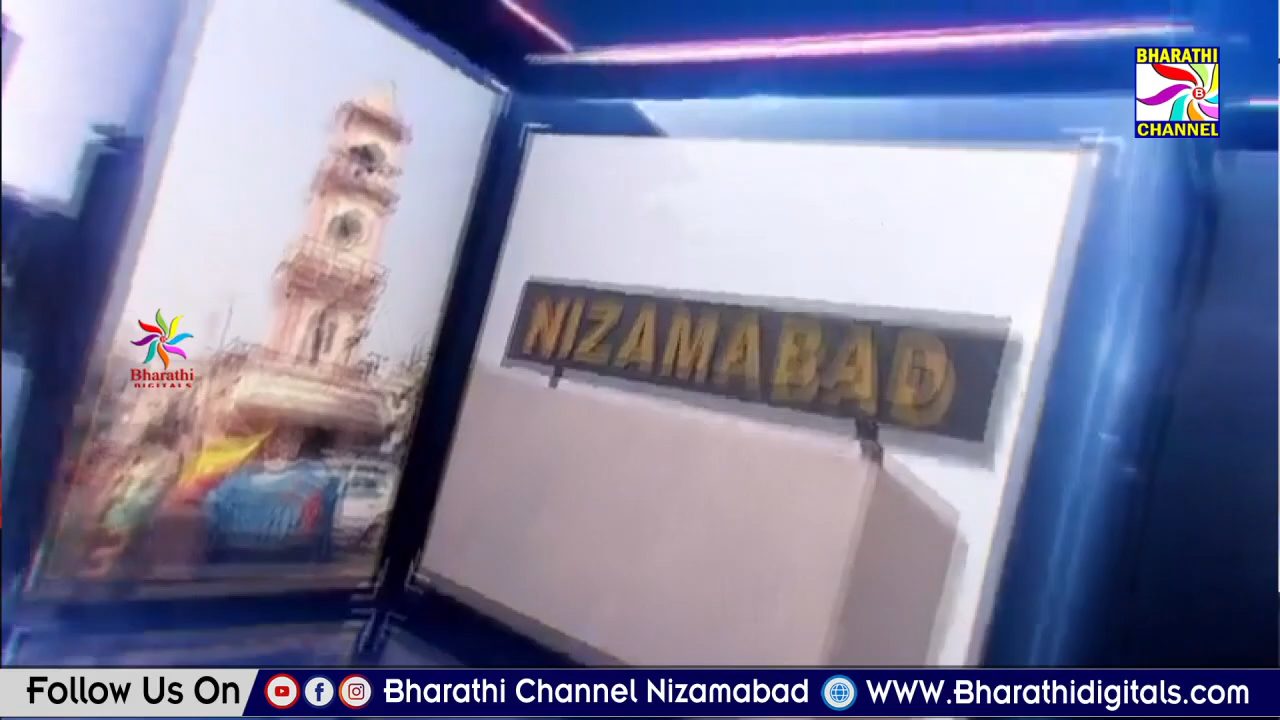 BHARATHI
CHANNEL
NIZAMABAD
Bharathi
DIGITALS
Follow Us On Bharathi Channel Nizamabad WWW.Bharathidigitals.com